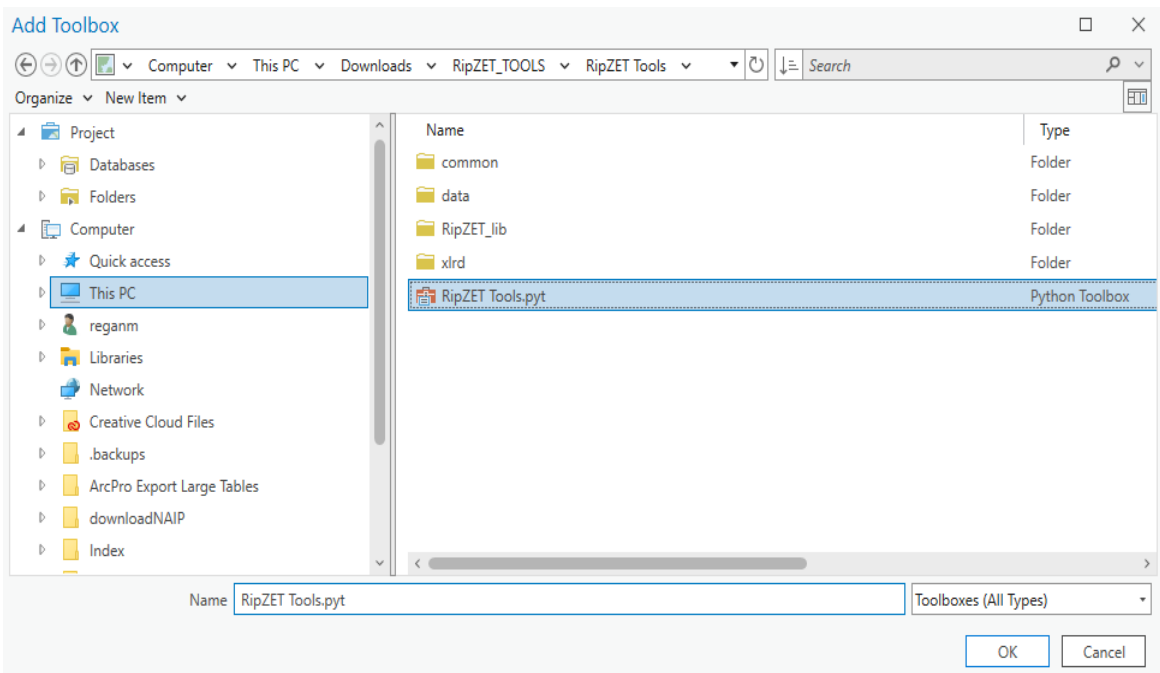 Add Toolbox
Computer This PC Downloads RipZET_TOOLS RipZET Tools Search
Organize New Item
Project
Databases
Folders
Computer
Quick access
This PC
reganm
Libraries
Network
Creative Cloud Files
.backups
ArcPro Export Large Tables
downloadNAIP
Index
Name Type
common Folder
data Folder
RipZET_lib Folder
xlrd Folder
RipZET Tools.pyt Python Toolbox
Name RipZET Tools.pyt Toolboxes (All Types)
OK Cancel